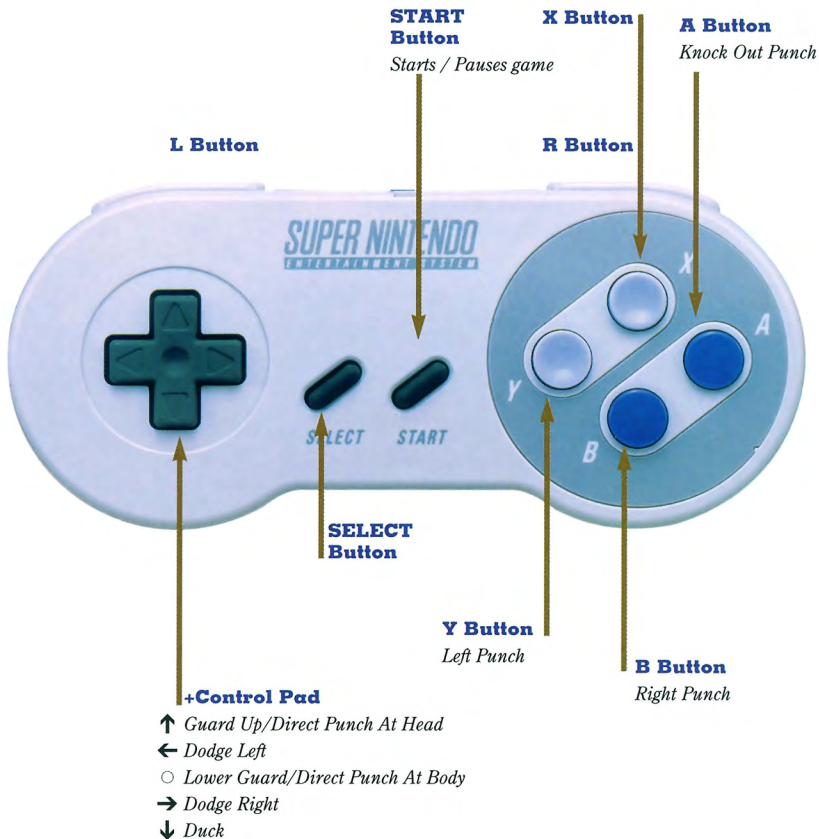 START
Button
Starts / Pauses game
X Button
A Button
Knock Out Punch
L Button
R Button
SUPER NINTENDO
ENTERTAINMENT SYSTEM
X
A
Y
B
SELECT
START
SELECT
Button
Y Button
Left Punch
B Button
Right Punch
+Control Pad
↑ Guard Up/Direct Punch At Head
← Dodge Left
○ Lower Guard/Direct Punch At Body
→ Dodge Right
↓ Duck